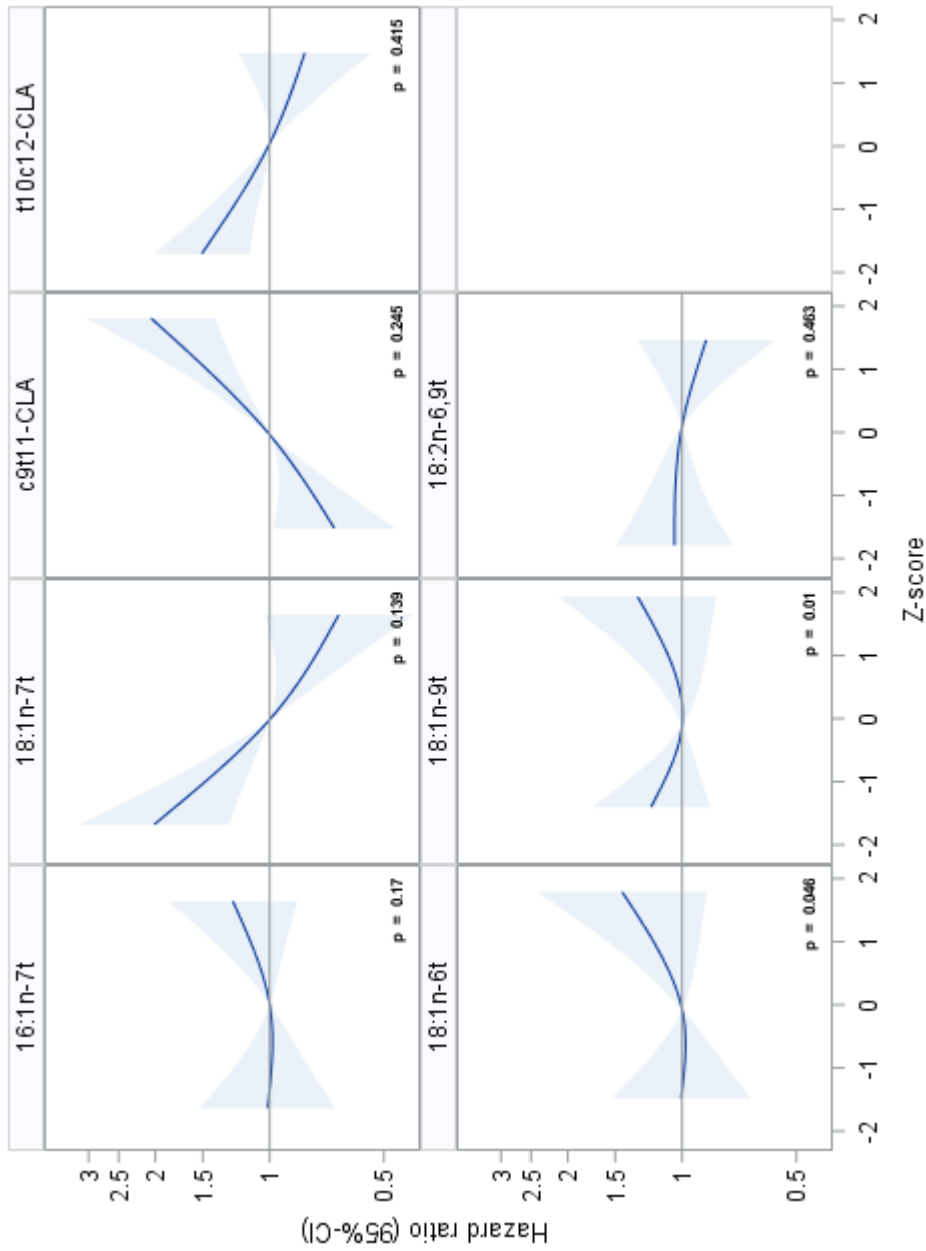 16:1n-7t
18:1n-7t
c9t11-CLA
t10c12-CLA
3
2.5
2
1.5
1
0.5
p = 0.17
p = 0.139
p = 0.245
p = 0.415
18:1n-6t
18:1n-9t
18:2n-6,9t
3
2.5
2
1.5
1
0.5
p = 0.046
p = 0.01
p = 0.463
-2 -1 0 1 2
-2 -1 0 1 2
-2 -1 0 1 2
-2 -1 0 1 2
Z-score
Hazard ratio (95%-CI)